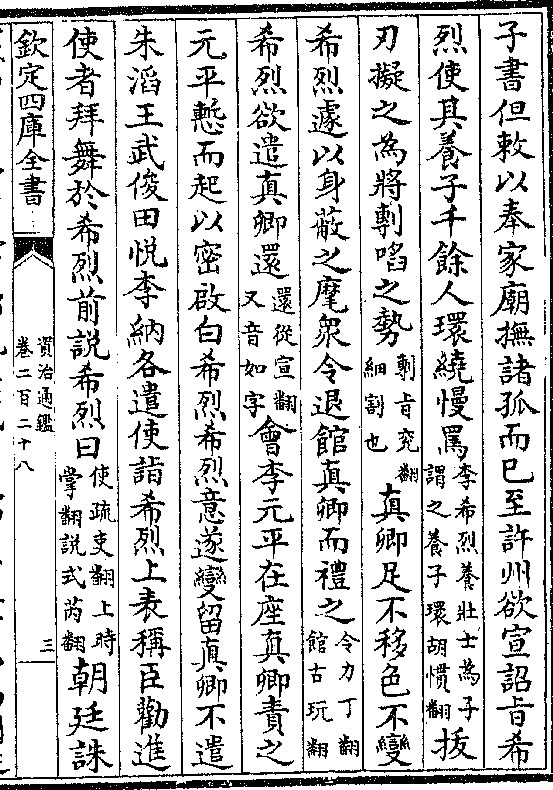 子書但敕以奉家廟撫諸孤而已至許州欲宣詔旨希
烈使其養子千餘人環繞慢罵李希烈養壯士為子謂之養子環胡慣翻拔
刃擬之為將剸啗之勢剸旨兖翻細割也真卿足不移色不變
希烈遽以身蔽之麾衆令退館真卿而禮之令力丁翻館古玩翻
希烈欲遣真卿還還從宣翻又音如字會李元平在座真卿責之
元平慙而起以密啟白希烈希烈意遂變留真卿不遣
朱滔王武俊田悅李納各遣使詣希烈上表稱臣勸進
使者拜舞於希烈前説希烈曰使疏吏翻上時掌翻説式芮翻朝廷誅
欽定四庫全書
資治通鑑
卷二百二十八
三